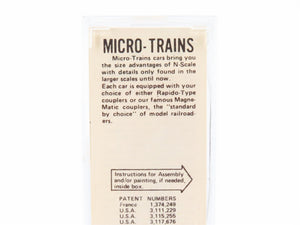 MICRO-TRAINS
Micro-Trains cars bring you
the size advantages of N-Scale
with details only found in the
larger scales until now.
Each car is equipped with your
choice of either Rapido-Type
couplers or our famous Magne-
Matic couplers, the "standard
by choice" of model railroad-
ers.
Instructions for Assembly
and/or painting, if needed,
inside box.
PATENT NUMBERS
France 1,374,249
U.S.A. 3,111,229
U.S.A. 3,115,255
U.S.A. 3,117,676